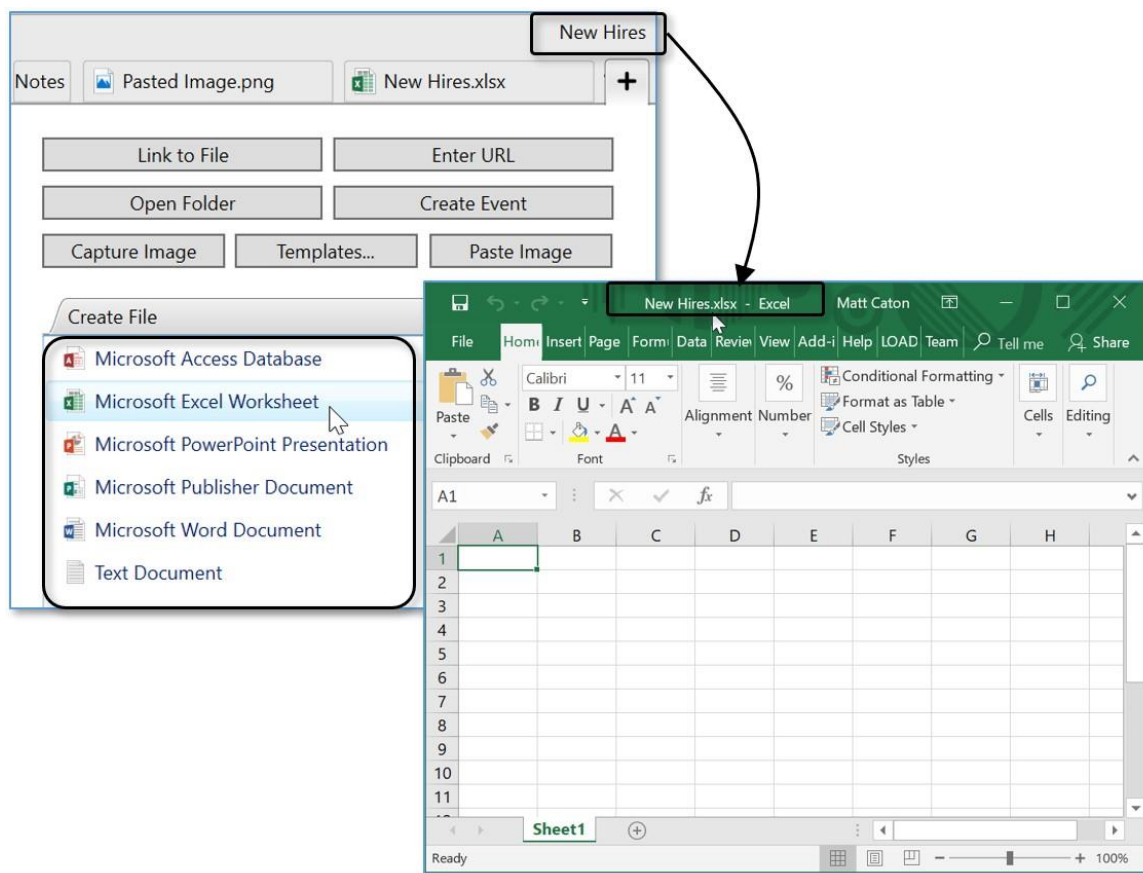 New Hires
Notes
Pasted Image.png
New Hires.xlsx
+
Link to File
Enter URL
Open Folder
Create Event
Capture Image
Templates...
Paste Image
Create File
Microsoft Access Database
Microsoft Excel Worksheet
Microsoft PowerPoint Presentation
Microsoft Publisher Document
Microsoft Word Document
Text Document
New Hires.xlsx - Excel
Matt Caton
File Hom Insert Page Form Data Review View Add-i Help LOAD Team Tell me Share
Paste
Calibri 11
B I U A A
A
Alignment Number
%
Conditional Formatting
Format as Table
Cell Styles
Cells Editing
Clipboard Font Styles
A1 fx
A B C D E F G H
1
2
3
4
5
6
7
8
9
10
11
Sheet1
Ready
- + 100%